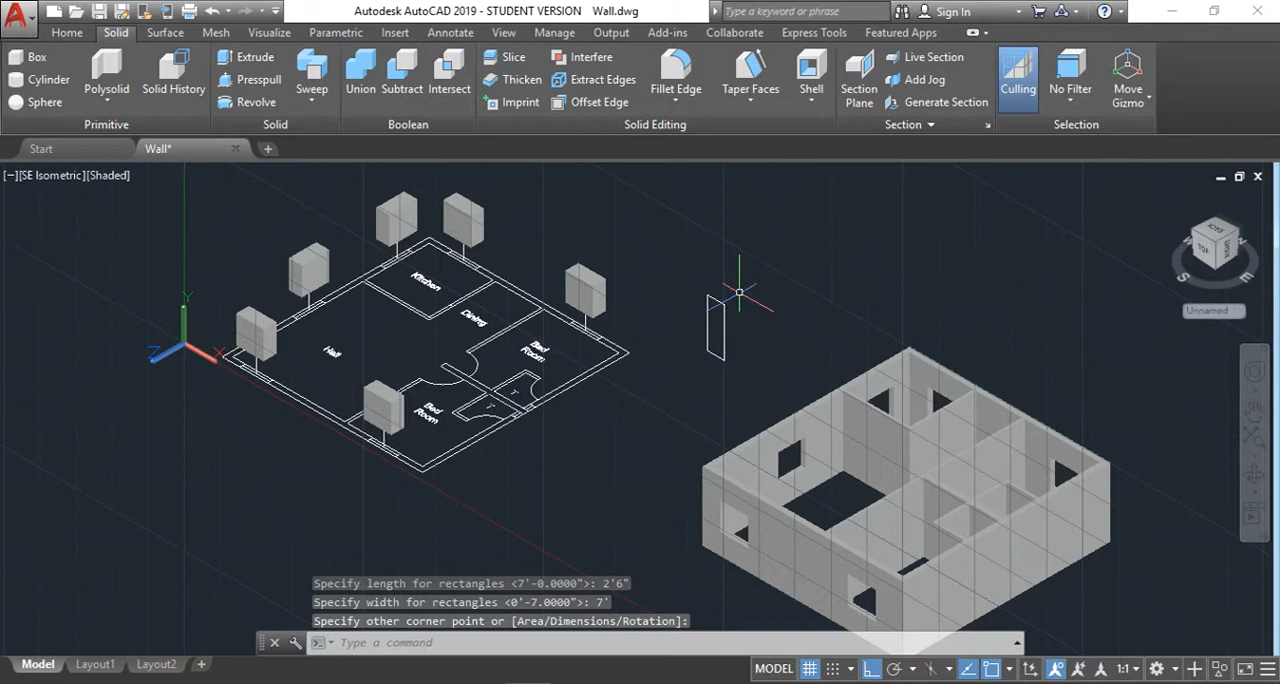 Autodesk AutoCAD 2019 - STUDENT VERSION Wall.dwg
Type a keyword or phrase
Sign In
Home Solid Surface Mesh Visualize Parametric Insert Annotate View Manage Output Add-ins Collaborate Express Tools Featured Apps
Box
Cylinder
Sphere
Polysolid
Solid History
Primitive
Extrude
Presspull
Revolve
Sweep
Solid
Union Subtract Intersect
Boolean
Slice
Thicken
Imprint
Interfere
Extract Edges
Offset Edge
Fillet Edge
Taper Faces
Shell
Solid Editing
Section
Plane
Live Section
Add Jog
Generate Section
Section
Culling
No Filter
Move
Gizmo
Selection
Start
Wall*
[−][SE Isometric][Shaded]
Y
X
Z
Kitchen
Dining
Hall
Bed
Room
Bed
Room
T
T
BACK
TOP
W
S
E
Unnamed
Specify length for rectangles <7'-0.0000">: 2'6"
Specify width for rectangles <0'-7.0000">: 7'
Specify other corner point or [Area/Dimensions/Rotation]:
Type a command
Model Layout1 Layout2
MODEL
1:1